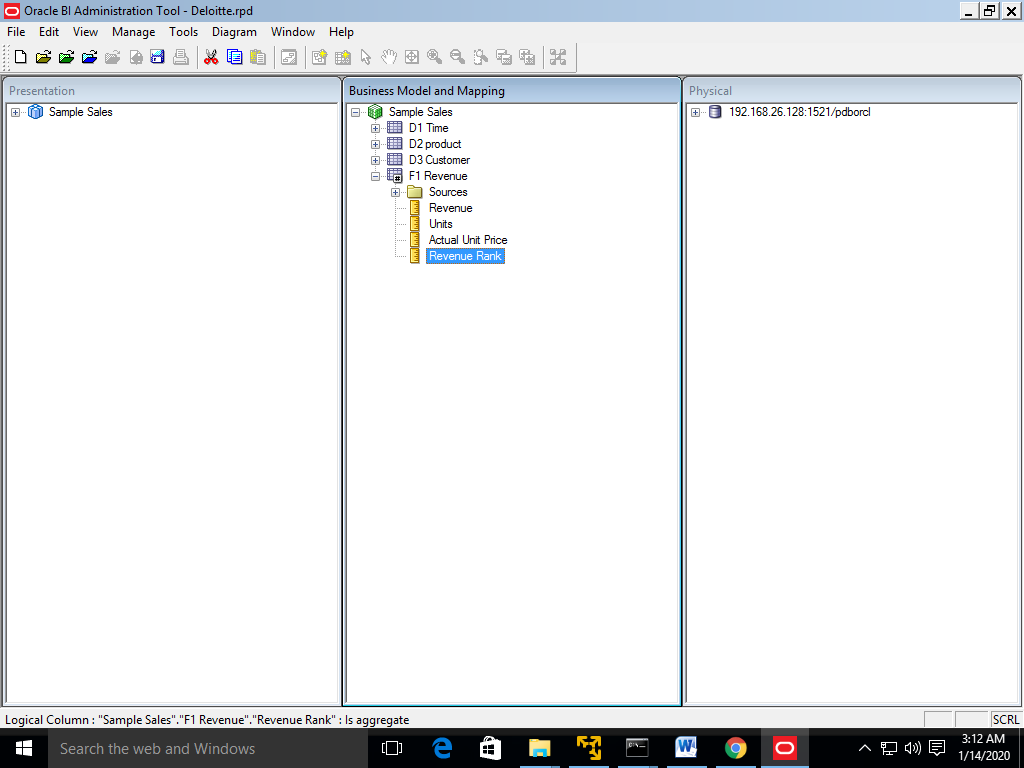 Oracle BI Administration Tool - Deloitte.rpd
File Edit View Manage Tools Diagram Window Help
Presentation
Sample Sales
Business Model and Mapping
Sample Sales
D1 Time
D2 product
D3 Customer
F1 Revenue
Sources
Revenue
Units
Actual Unit Price
Revenue Rank
Physical
192.168.26.128:1521/pdborcl
Logical Column : "Sample Sales"."F1 Revenue"."Revenue Rank" : Is aggregate
SCRL
Search the web and Windows
3:12 AM
1/14/2020